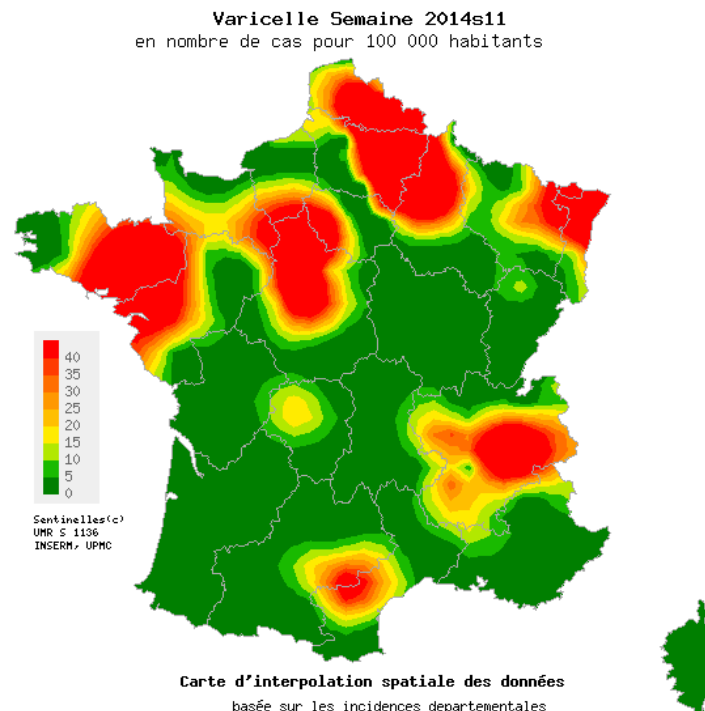 Varicelle Semaine 2014s11
en nombre de cas pour 100 000 habitants
40
35
30
25
20
15
10
5
0
Sentinelles(c)
UMR S 1136
INSERM, UPMC
Carte d'interpolation spatiale des données
basée sur les incidences departementales